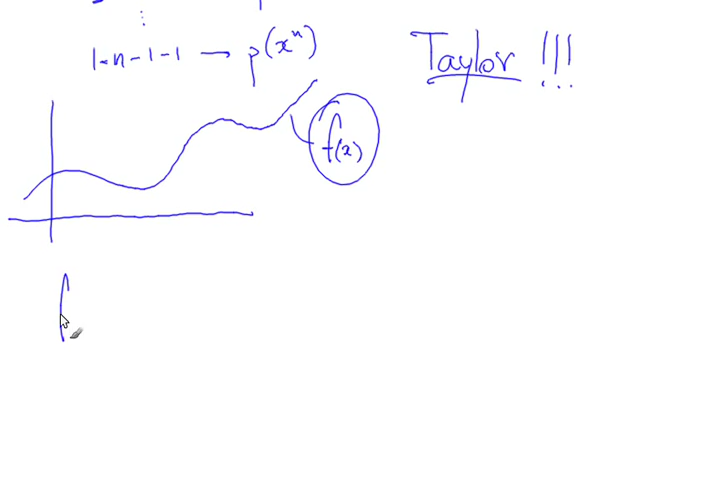 ⋮
1-n-1-1 → p(xⁿ)
Taylor !!!
f(x)